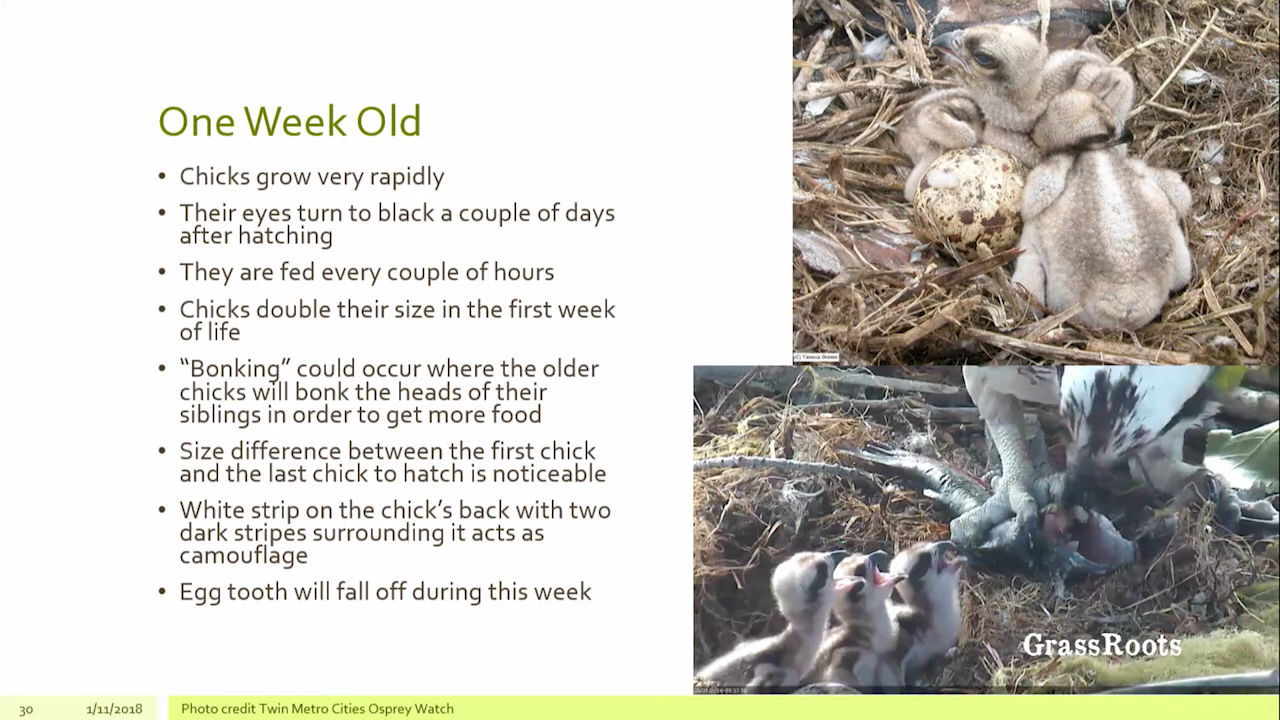 One Week Old
• Chicks grow very rapidly
• Their eyes turn to black a couple of days
after hatching
• They are fed every couple of hours
• Chicks double their size in the first week
of life
• “Bonking” could occur where the older
chicks will bonk the heads of their
siblings in order to get more food
• Size difference between the first chick
and the last chick to hatch is noticeable
• White strip on the chick’s back with two
dark stripes surrounding it acts as
camouflage
• Egg tooth will fall off during this week
GrassRoots
30
1/11/2018
Photo credit Twin Metro Cities Osprey Watch